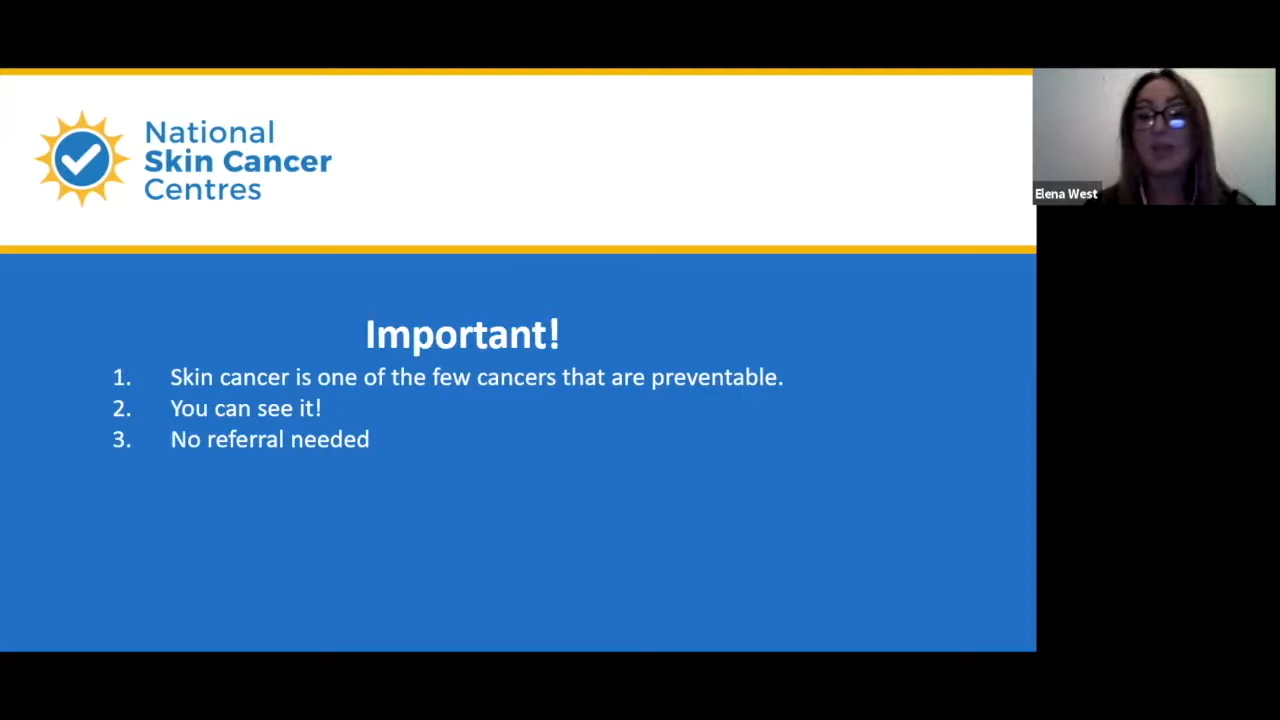 National
Skin Cancer
Centres
Elena West
Important!
1. Skin cancer is one of the few cancers that are preventable.
2. You can see it!
3. No referral needed